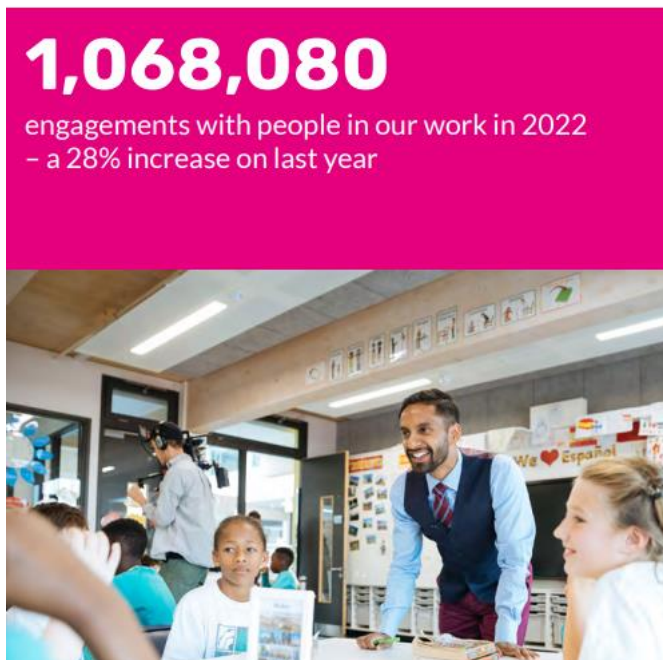 1,068,080
engagements with people in our work in 2022
– a 28% increase on last year
We ❤ Español